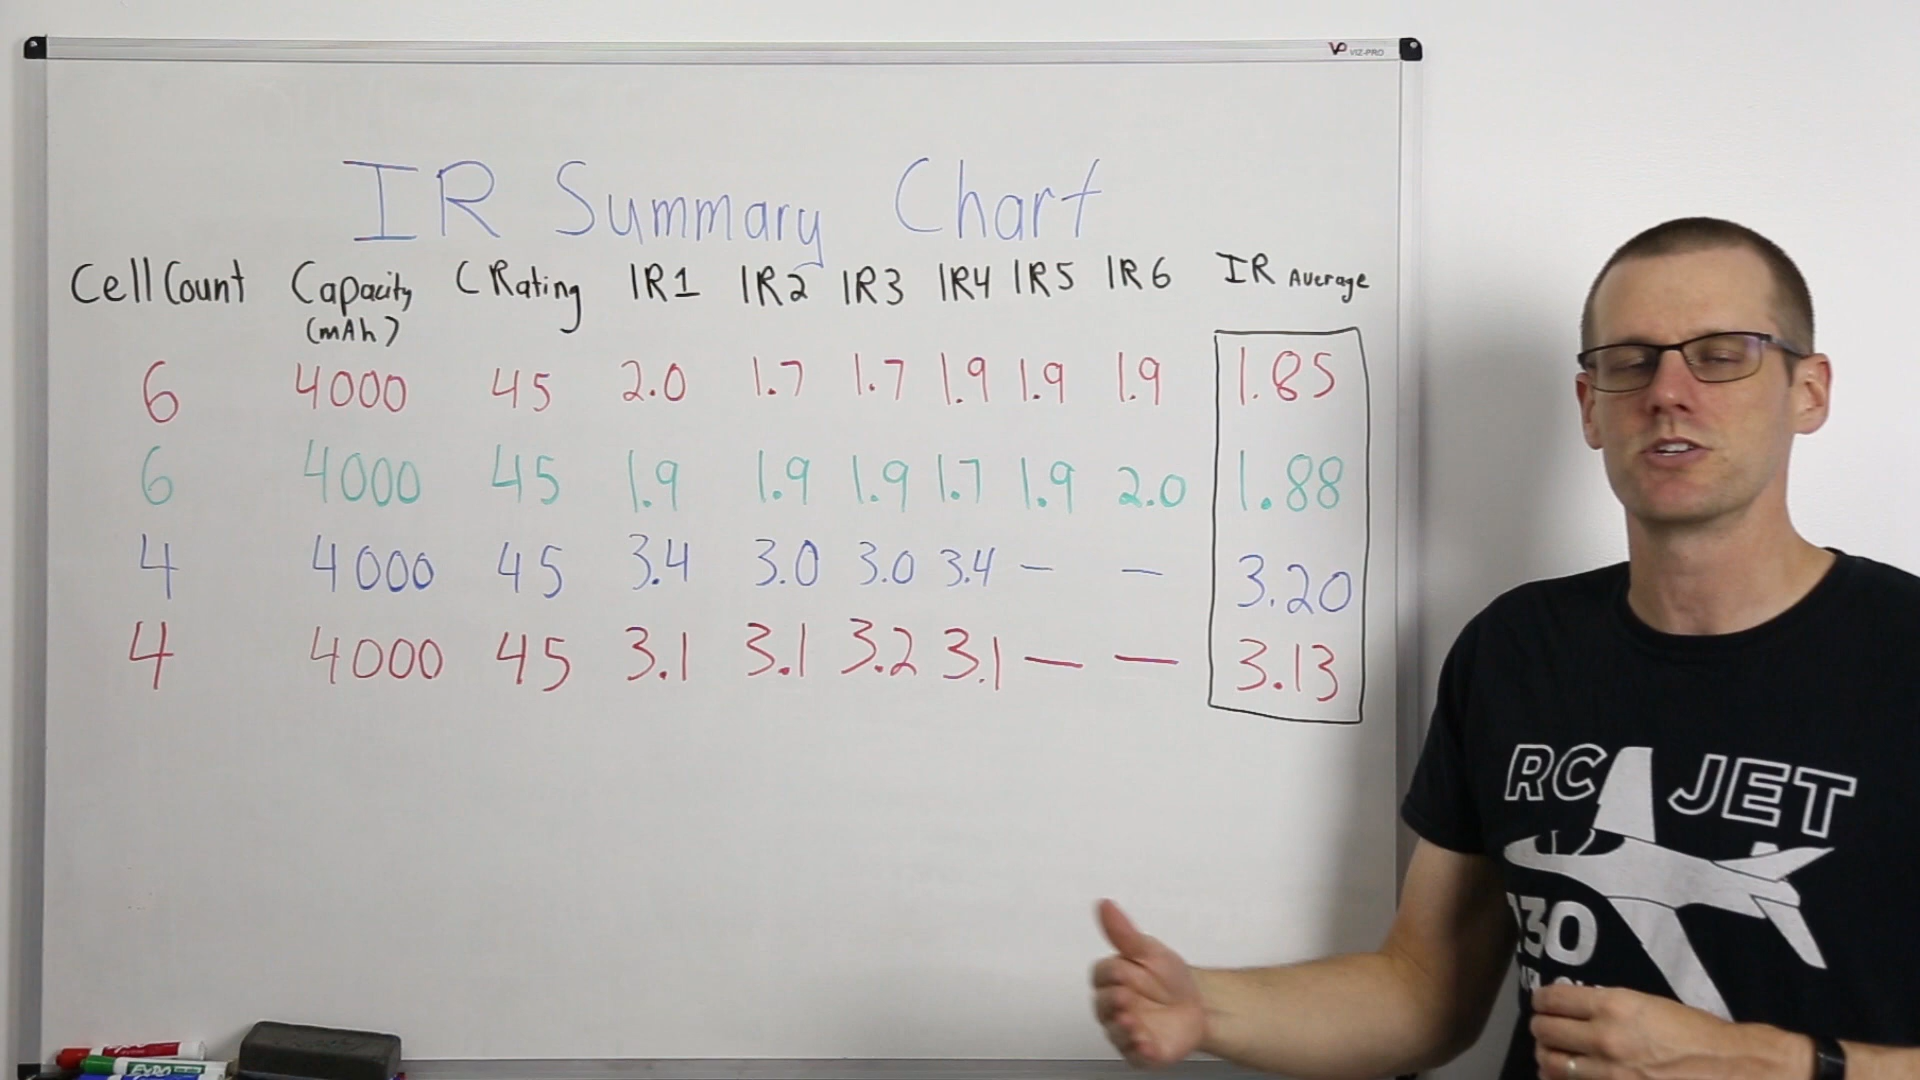 VP VIZ-PRO
IR Summary Chart
Cell Count Capacity (mAh) C Rating IR1 IR2 IR3 IR4 IR5 IR6 IR Average
6 4000 45 2.0 1.7 1.7 1.9 1.9 1.9 1.85
6 4000 45 1.9 1.9 1.9 1.7 1.9 2.0 1.88
4 4000 45 3.4 3.0 3.0 3.4 — — 3.20
4 4000 45 3.1 3.1 3.2 3.1 — — 3.13
RC JET
130
EXPO